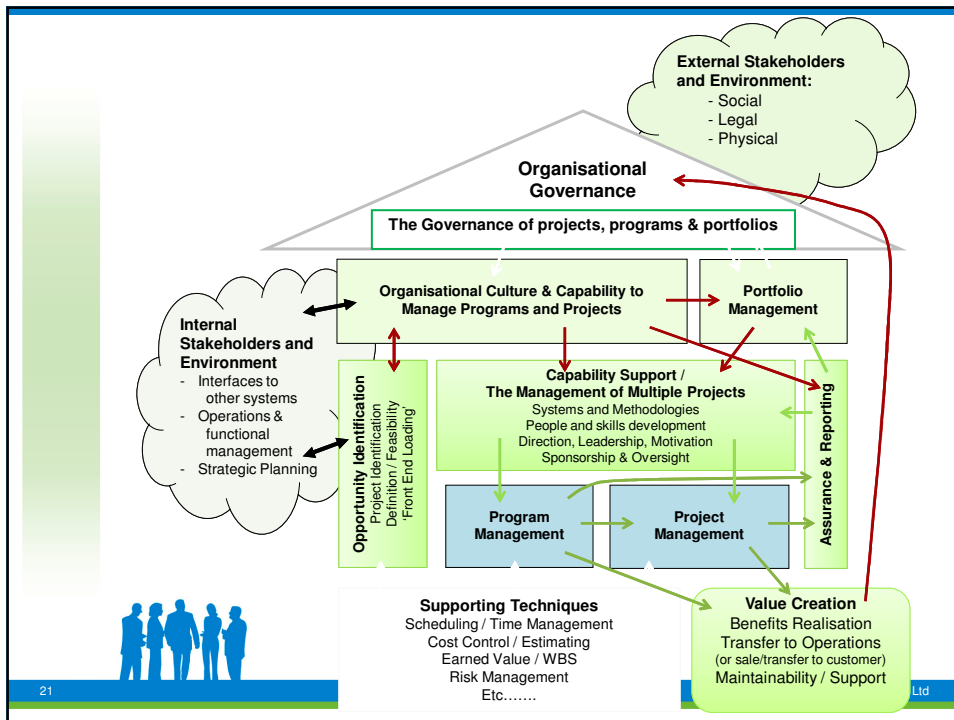 External Stakeholders
and Environment:
- Social
- Legal
- Physical
Organisational
Governance
The Governance of projects, programs & portfolios
Organisational Culture & Capability to
Manage Programs and Projects
Portfolio
Management
Internal
Stakeholders and
Environment
- Interfaces to
other systems
- Operations &
functional
management
- Strategic Planning
Opportunity Identification
Project Identification
Definition / Feasibility
‘Front End Loading’
Capability Support /
The Management of Multiple Projects
Systems and Methodologies
People and skills development
Direction, Leadership, Motivation
Sponsorship & Oversight
Assurance & Reporting
Program
Management
Project
Management
Supporting Techniques
Scheduling / Time Management
Cost Control / Estimating
Earned Value / WBS
Risk Management
Etc…….
Value Creation
Benefits Realisation
Transfer to Operations
(or sale/transfer to customer)
Maintainability / Support
21
Ltd